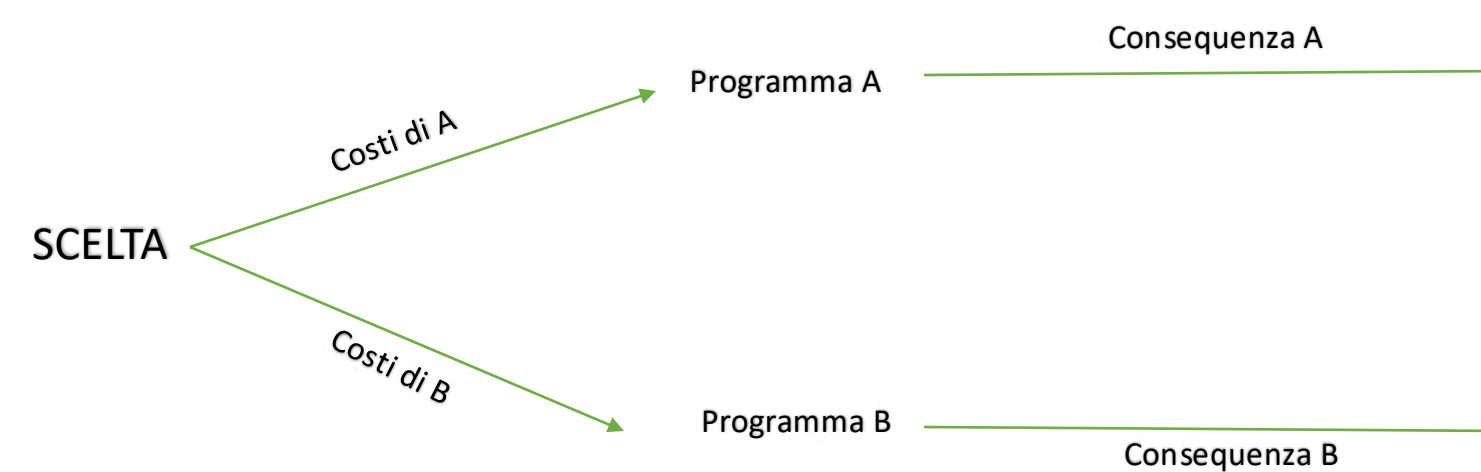 Consequenza A
Programma A
Costi di A
SCELTA
Costi di B
Programma B
Consequenza B